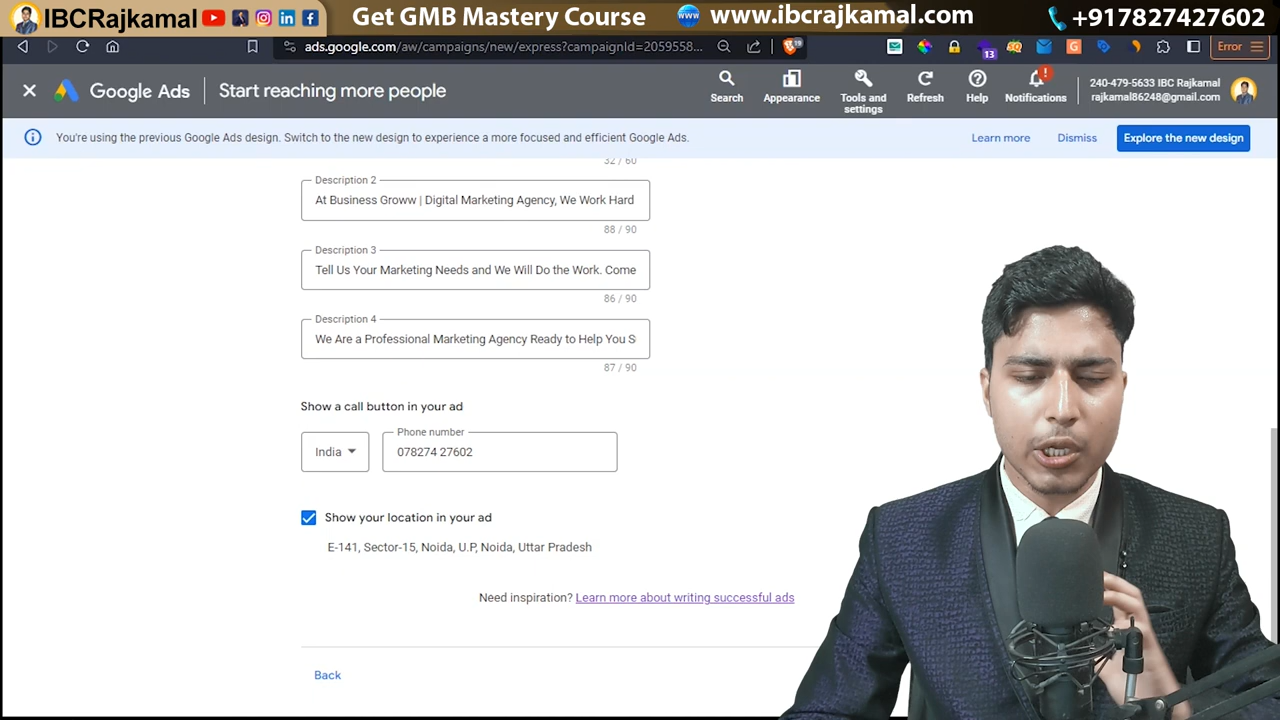 IBCRajkamal Get GMB Mastery Course www.ibcrajkamal.com +917827427602
ads.google.com/aw/campaigns/new/express?campaignId=2059558... 13 Error
Google Ads Start reaching more people Search Appearance Tools and settings Refresh Help Notifications ! 240-479-5633 IBC Rajkamal
rajkamal86248@gmail.com
You're using the previous Google Ads design. Switch to the new design to experience a more focused and efficient Google Ads. Learn more Dismiss Explore the new design
32 / 60
Description 2
At Business Groww | Digital Marketing Agency, We Work Hard
88 / 90
Description 3
Tell Us Your Marketing Needs and We Will Do the Work. Come
86 / 90
Description 4
We Are a Professional Marketing Agency Ready to Help You S
87 / 90
Show a call button in your ad
Phone number
India 078274 27602
Show your location in your ad
E-141, Sector-15, Noida, U.P, Noida, Uttar Pradesh
Need inspiration? Learn more about writing successful ads
Back